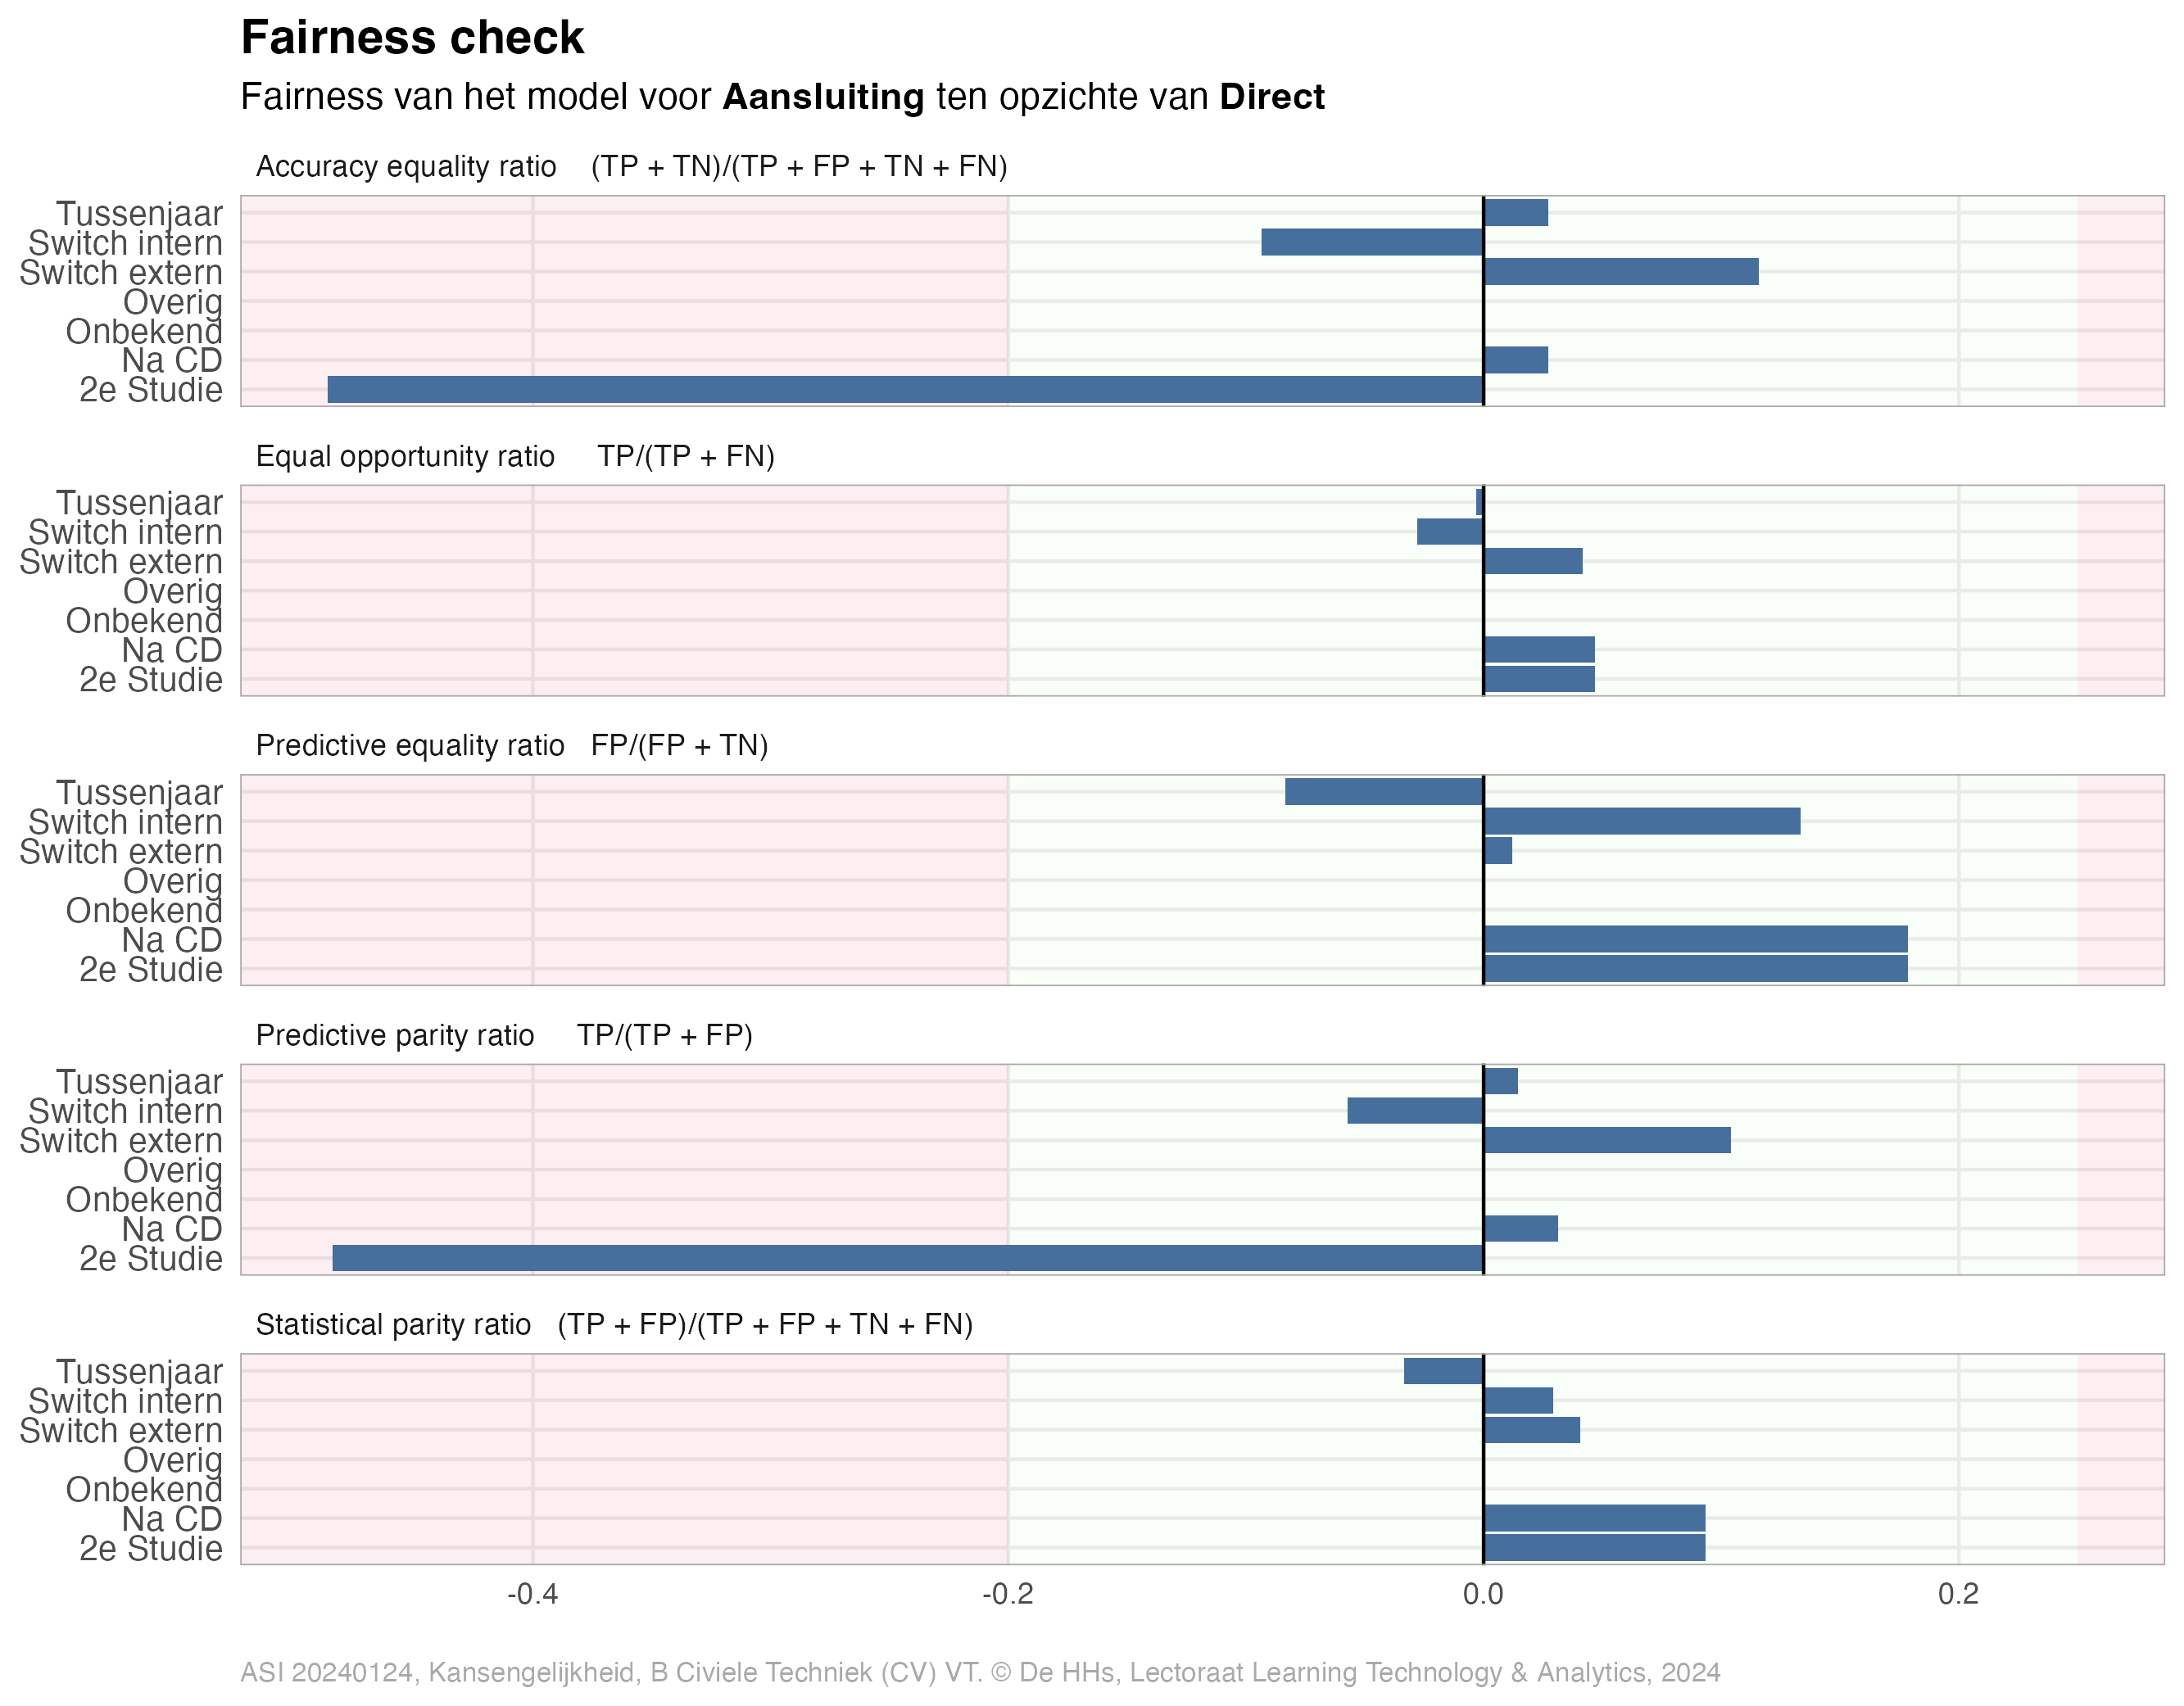 Fairness check
Fairness van het model voor Aansluiting ten opzichte van Direct
Accuracy equality ratio (TP + TN)/(TP + FP + TN + FN)
Tussenjaar
Switch intern
Switch extern
Overig
Onbekend
Na CD
2e Studie
Equal opportunity ratio TP/(TP + FN)
Tussenjaar
Switch intern
Switch extern
Overig
Onbekend
Na CD
2e Studie
Predictive equality ratio FP/(FP + TN)
Tussenjaar
Switch intern
Switch extern
Overig
Onbekend
Na CD
2e Studie
Predictive parity ratio TP/(TP + FP)
Tussenjaar
Switch intern
Switch extern
Overig
Onbekend
Na CD
2e Studie
Statistical parity ratio (TP + FP)/(TP + FP + TN + FN)
Tussenjaar
Switch intern
Switch extern
Overig
Onbekend
Na CD
2e Studie
-0.4 -0.2 0.0 0.2
ASI 20240124, Kansengelijkheid, B Civiele Techniek (CV) VT. © De HHs, Lectoraat Learning Technology & Analytics, 2024